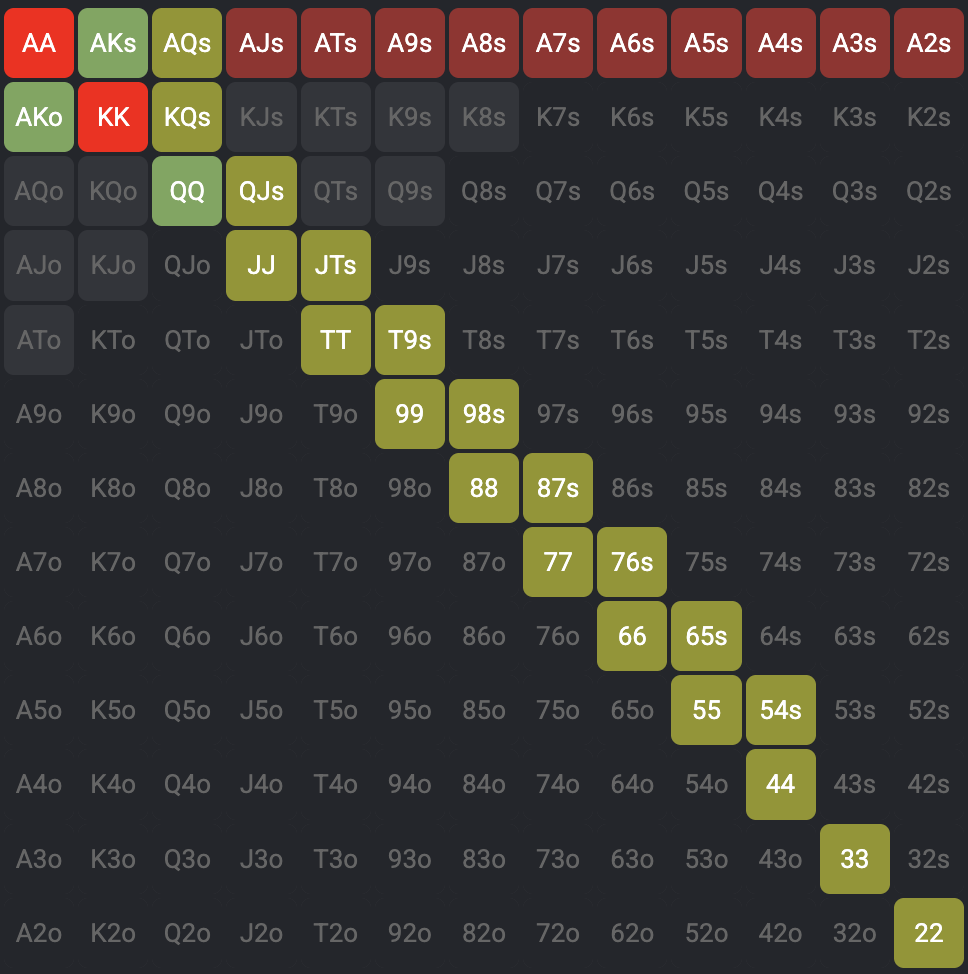 AA AKs AQs AJs ATs A9s A8s A7s A6s A5s A4s A3s A2s
AKo KK KQs KJs KTs K9s K8s K7s K6s K5s K4s K3s K2s
AQo KQo QQ QJs QTs Q9s Q8s Q7s Q6s Q5s Q4s Q3s Q2s
AJo KJo QJo JJ JTs J9s J8s J7s J6s J5s J4s J3s J2s
ATo KTo QTo JTo TT T9s T8s T7s T6s T5s T4s T3s T2s
A9o K9o Q9o J9o T9o 99 98s 97s 96s 95s 94s 93s 92s
A8o K8o Q8o J8o T8o 98o 88 87s 86s 85s 84s 83s 82s
A7o K7o Q7o J7o T7o 97o 87o 77 76s 75s 74s 73s 72s
A6o K6o Q6o J6o T6o 96o 86o 76o 66 65s 64s 63s 62s
A5o K5o Q5o J5o T5o 95o 85o 75o 65o 55 54s 53s 52s
A4o K4o Q4o J4o T4o 94o 84o 74o 64o 54o 44 43s 42s
A3o K3o Q3o J3o T3o 93o 83o 73o 63o 53o 43o 33 32s
A2o K2o Q2o J2o T2o 92o 82o 72o 62o 52o 42o 32o 22